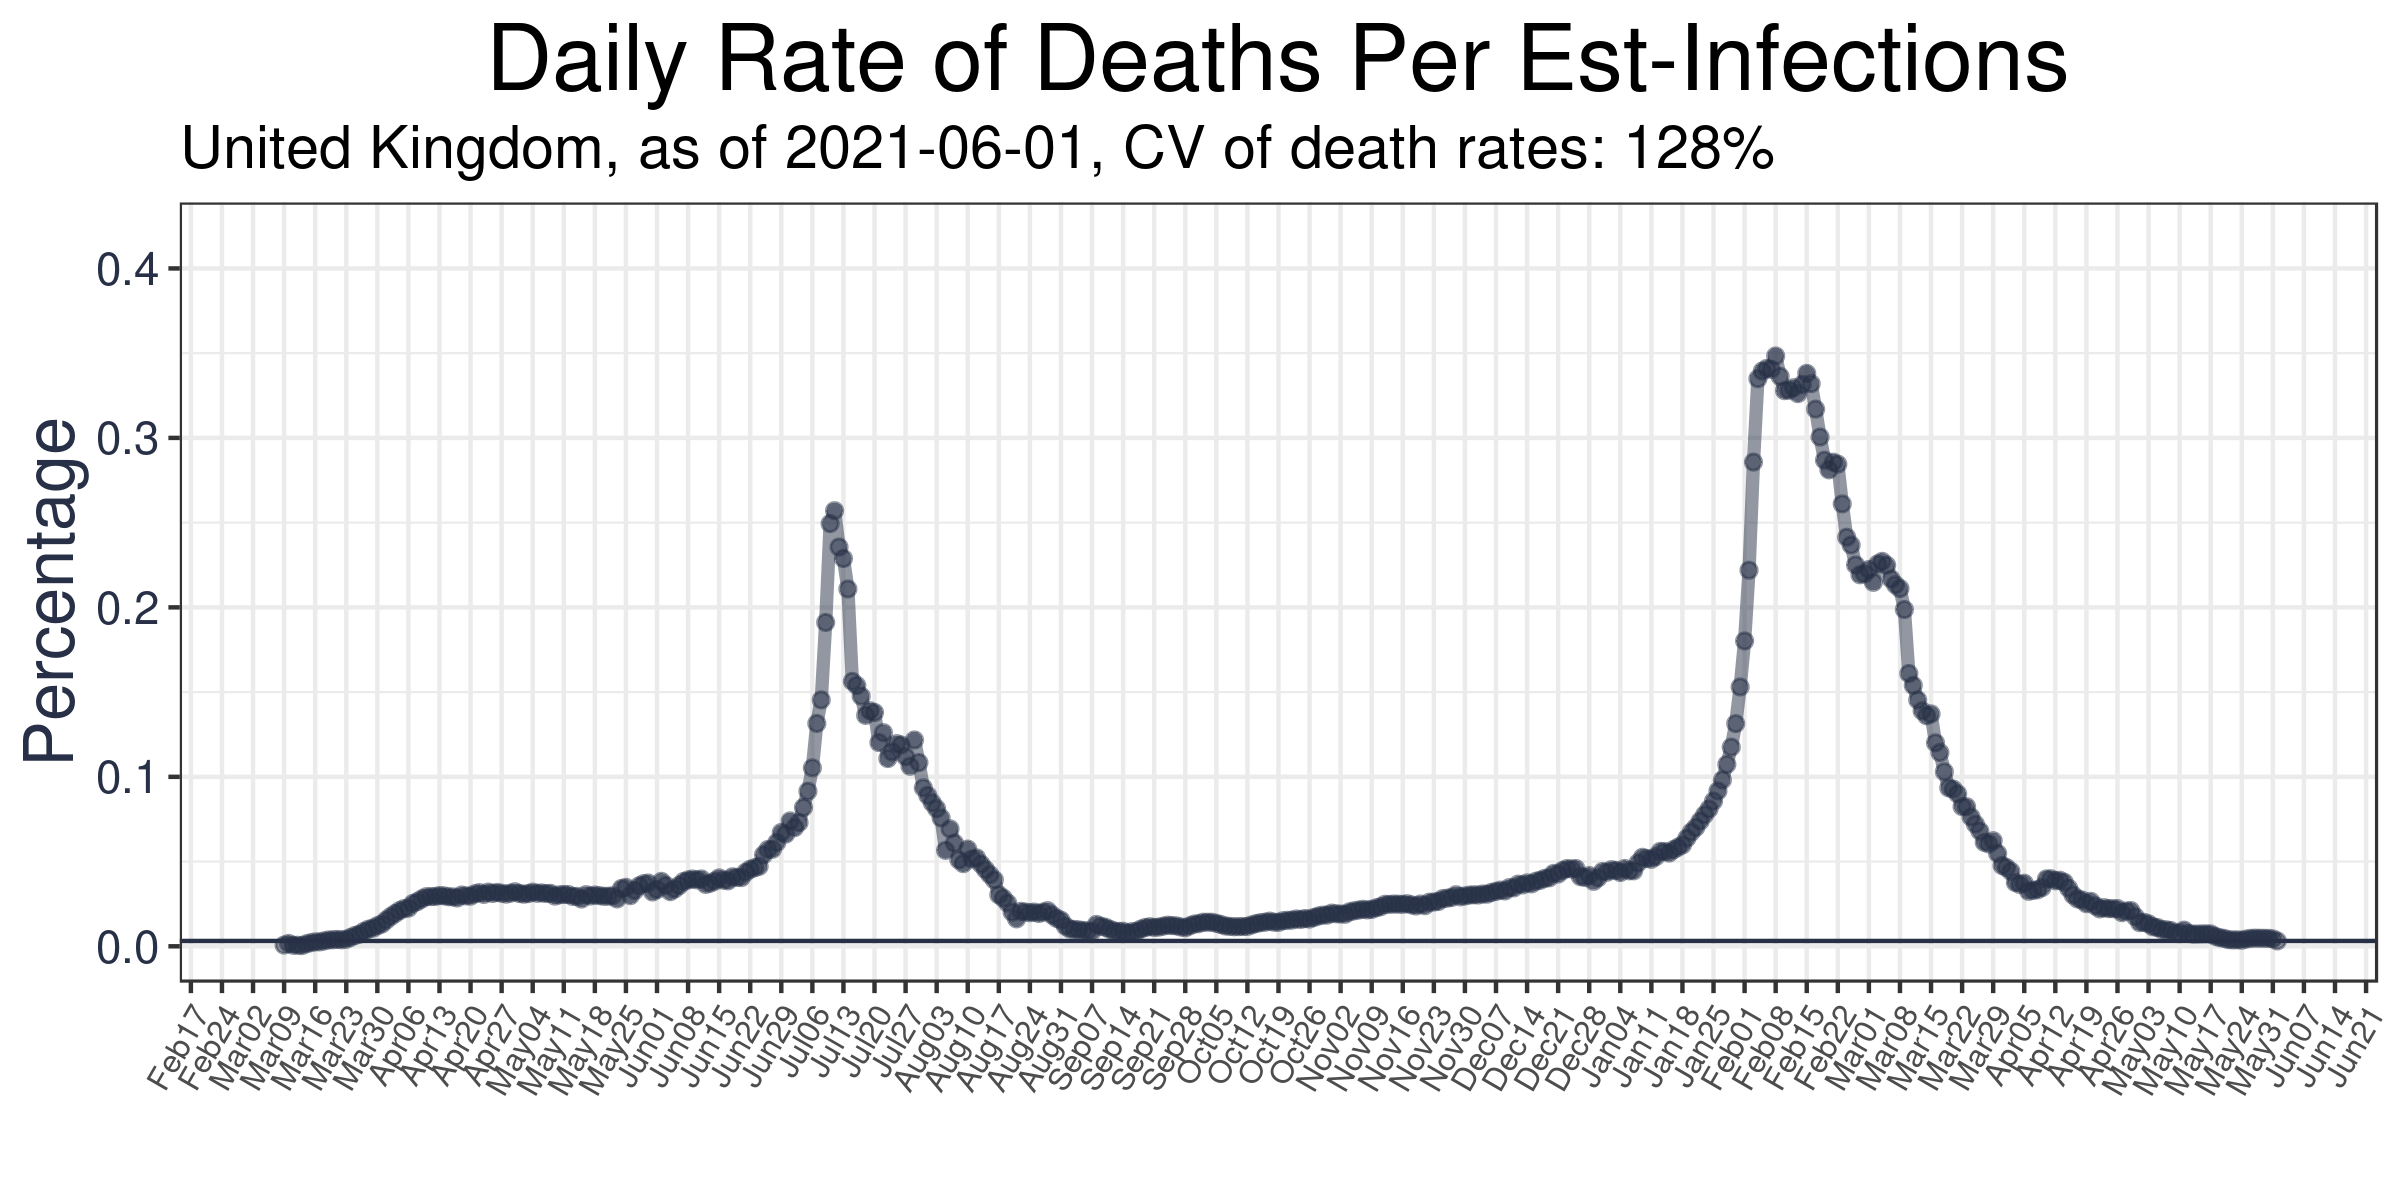 Daily Rate of Deaths Per Est-Infections
United Kingdom, as of 2021-06-01, CV of death rates: 128%
Percentage
0.4
0.3
0.2
0.1
0.0
Feb17
Feb24
Mar02
Mar09
Mar16
Mar23
Mar30
Apr06
Apr13
Apr20
Apr27
May04
May11
May18
May25
Jun01
Jun08
Jun15
Jun22
Jun29
Jul06
Jul13
Jul20
Jul27
Aug03
Aug10
Aug17
Aug24
Aug31
Sep07
Sep14
Sep21
Sep28
Oct05
Oct12
Oct19
Oct26
Nov02
Nov09
Nov16
Nov23
Nov30
Dec07
Dec14
Dec21
Dec28
Jan04
Jan11
Jan18
Jan25
Feb01
Feb08
Feb15
Feb22
Mar01
Mar08
Mar15
Mar22
Mar29
Apr05
Apr12
Apr19
Apr26
May03
May10
May17
May24
May31
Jun07
Jun14
Jun21